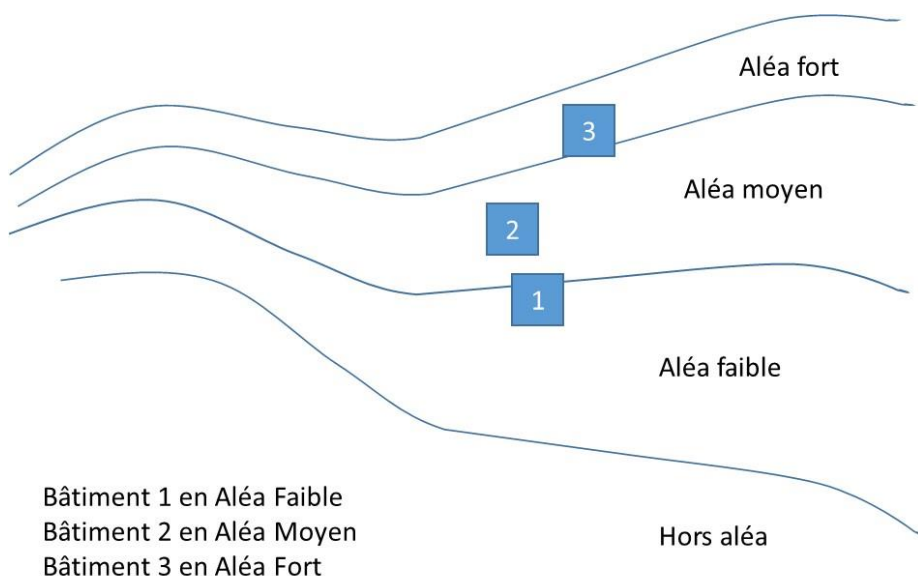 Aléa fort
3
Aléa moyen
2
1
Aléa faible
Bâtiment 1 en Aléa Faible
Bâtiment 2 en Aléa Moyen
Hors aléa
Bâtiment 3 en Aléa Fort